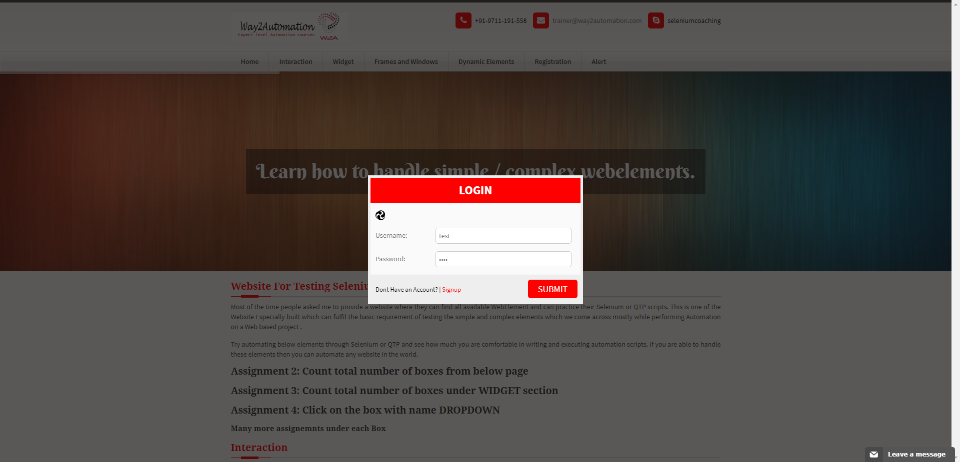 Way2Automation
+91-9711-191-558
trainer@way2automation.com
seleniumcoaching
Home
Interaction
Widget
Frames and Windows
Dynamic Elements
Registration
Alert
Learn how to handle simple / complex webelements.
LOGIN
Username:
test
Password:
••••
Dont Have an Account? | Signup
SUBMIT
Website For Testing Seleniu
Most of the time people asked me to provide a website where they can find all available WebElement and can practice their Selenium or QTP scripts. This is one of the
Website I specially built which can fulfill the basic requirement of testing the simple and complex elements which we come across mostly while performing Automation
on a Web based project .
Try automating below elements through Selenium or QTP and see how much you are comfortable in writing and executing automation scripts. If you are able to handle
these elements then you can automate any website in the world.
Assignment 2: Count total number of boxes from below page
Assignment 3: Count total number of boxes under WIDGET section
Assignment 4: Click on the box with name DROPDOWN
Many more assignemnts under each Box
Interaction
Leave a message